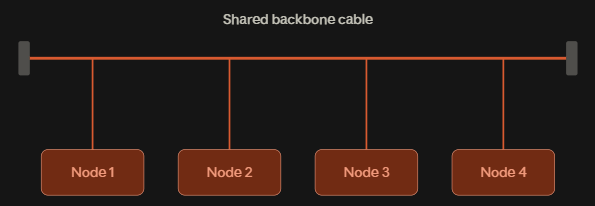 Shared backbone cable
Node 1
Node 2
Node 3
Node 4